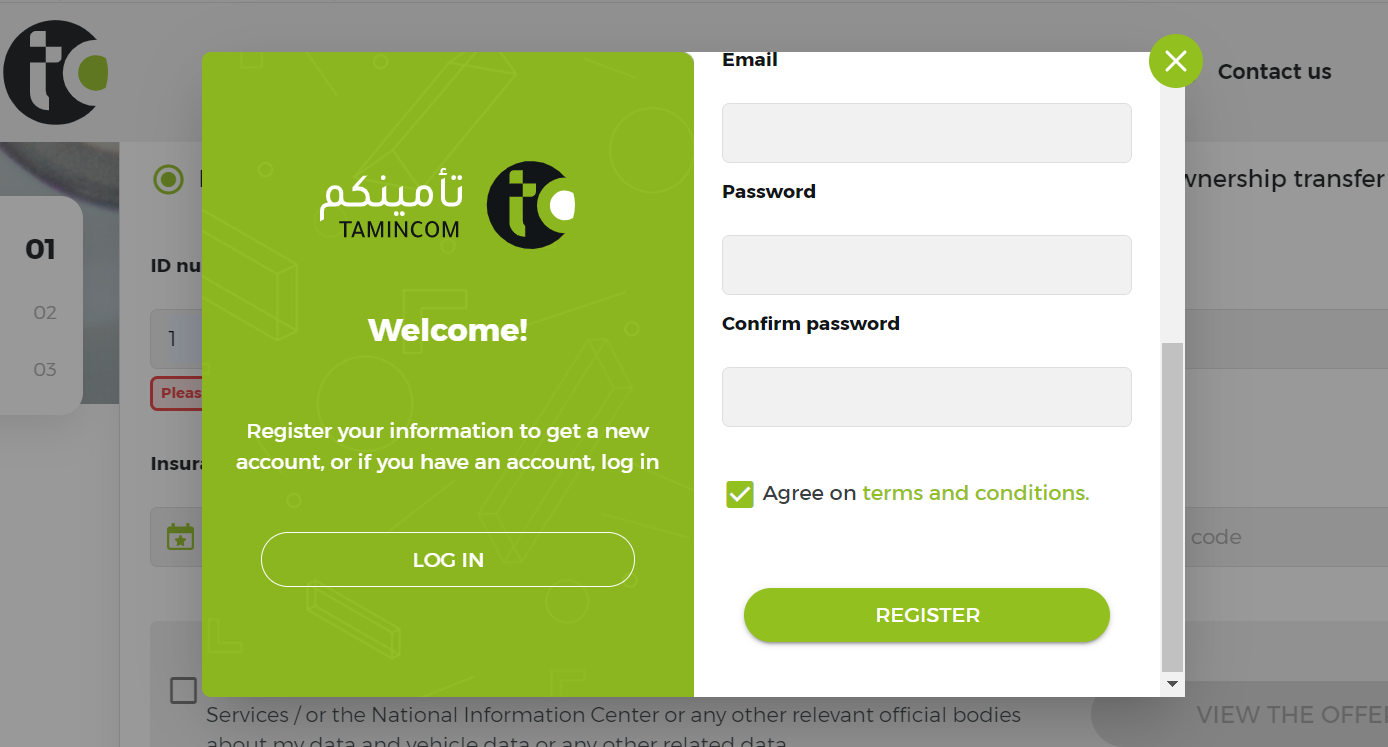 Contact us
wnership transfer
01
02
03
ID nu
1
Pleas
Insura
code
Services / or the National Information Center or any other relevant official bodies
about my data and vehicle data or any other related data
VIEW THE OFFE
تأمينكم
TAMINCOM
Welcome!
Register your information to get a new
account, or if you have an account, log in
LOG IN
Email
Password
Confirm password
Agree on terms and conditions.
REGISTER